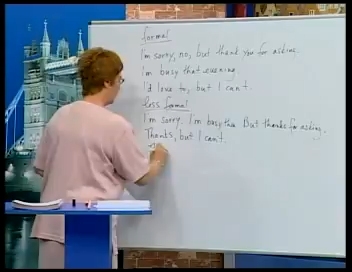 formal
I'm sorry, no, but thank you for asking.
I'm busy that evening.
I'd love to, but I can't.
less formal
I'm sorry. I'm busy then. But thanks for asking.
Thanks, but I can't.